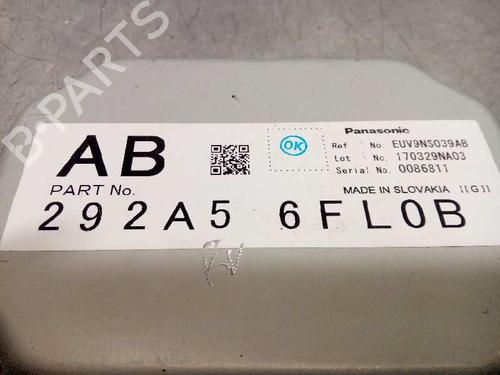 B-PARTS
AB
PART No.
OK
Panasonic
Ref No. EUV9NS039AB
Lot No. 170329NA03
Serial No. 0086811
MADE IN SLOVAKIA [[G]]
292A5 6FL0B